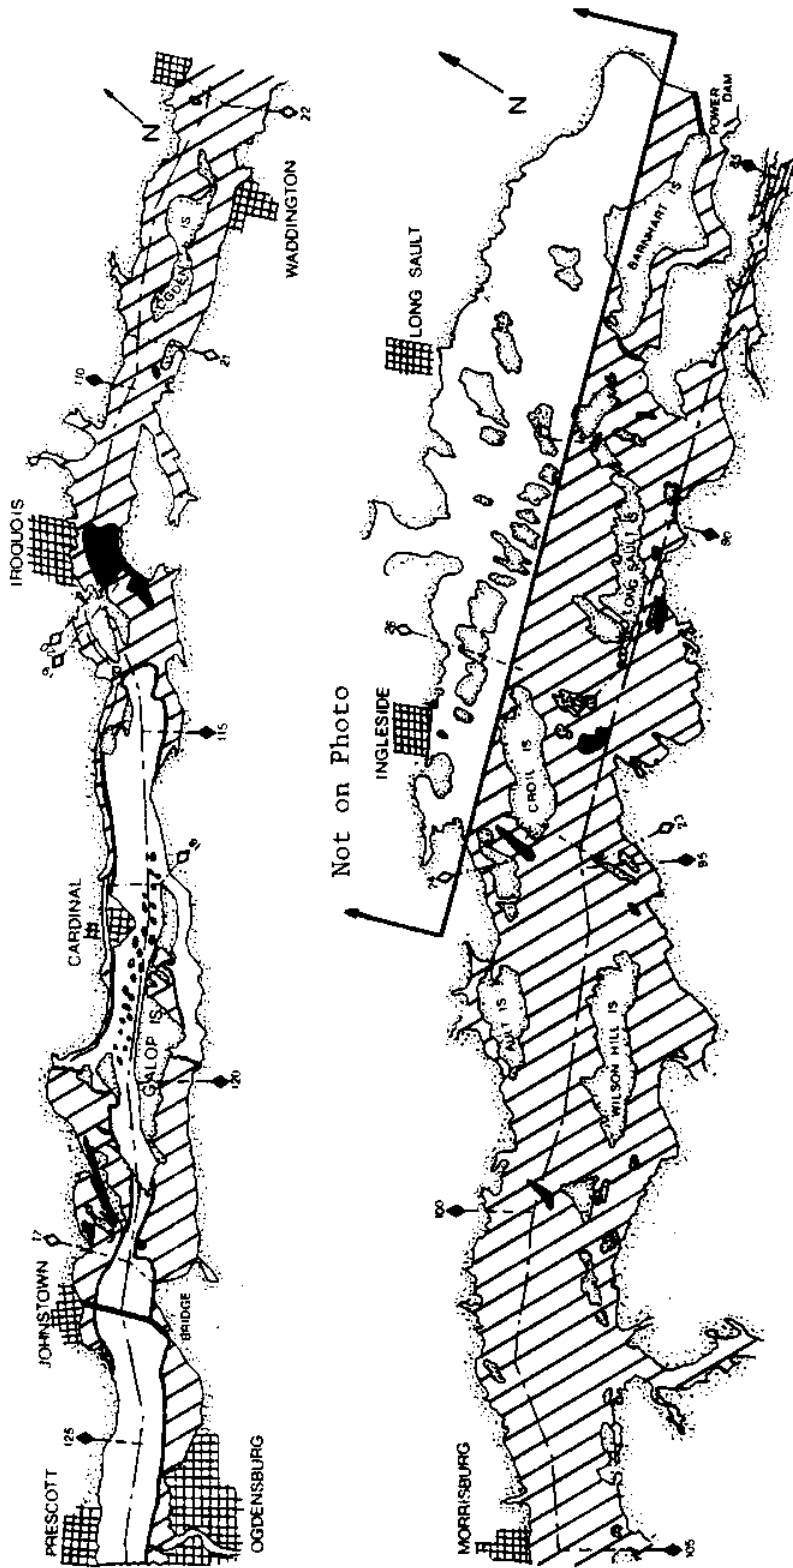 PRESCOTT
OGDENSBURG
125
JOHNSTOWN
BRIDGE
17
GALOP IS
120
CARDINAL
115
IROQUOIS
110
21
OGDEN IS
WADDINGTON
22
N
MORRISBURG
105
100
WILSON HILL IS
AULT IS
95
23
CROIL IS
Not on Photo
INGLESIDE
LONG SAULT IS
90
LONG SAULT
BARNHART IS
85
POWER DAM
N